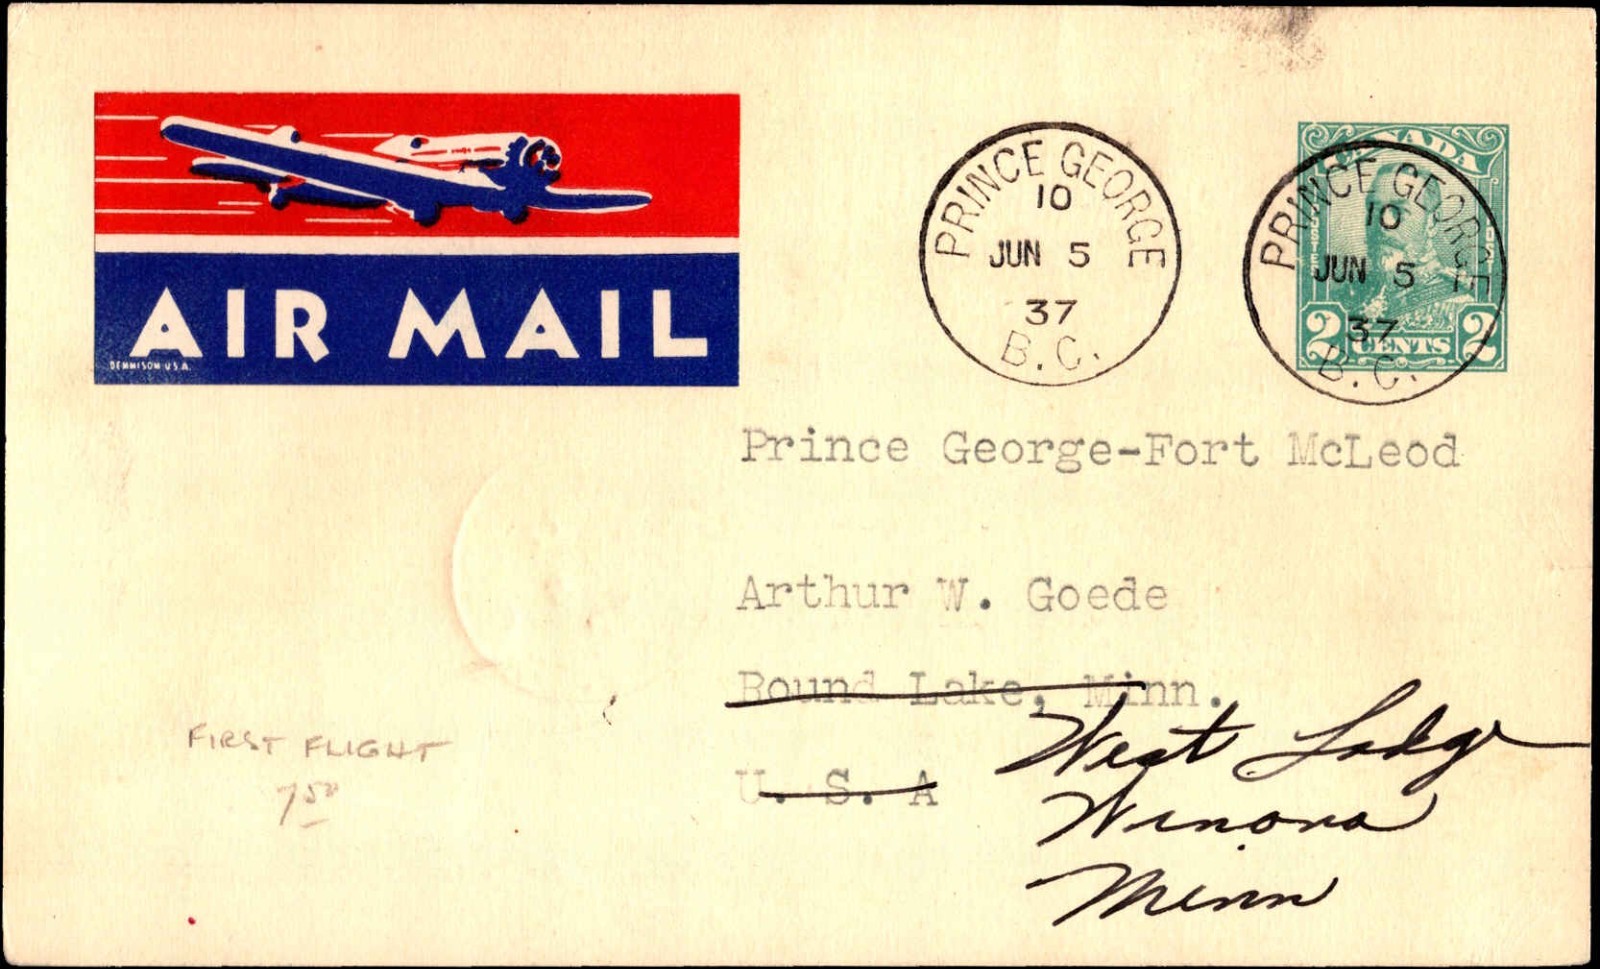 AIR MAIL
DENNISON U.S.A.
PRINCE GEORGE
10
JUN 5
37
B.C.
CANADA
PRINCE GEORGE
10
JUN 5
37
B.C.
2 CENTS 2
Prince George-Fort McLeod
Arthur W. Goede
Round Lake, Minn.
U. S. A
West Lodge
Winona
Minn
FIRST FLIGHT
750